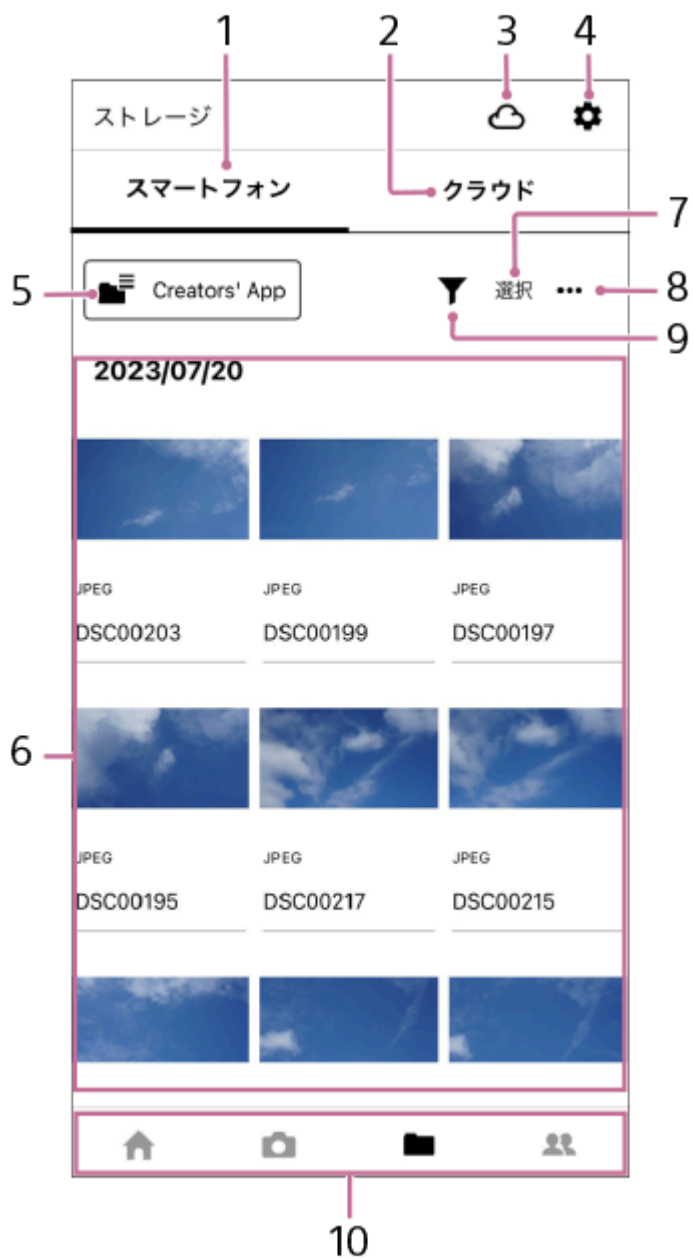 1 2 3 4
ストレージ
スマートフォン クラウド
7
5 Creators' App 選択 ••• 8
9
2023/07/20
JPEG JPEG JPEG
DSC00203 DSC00199 DSC00197
6
JPEG JPEG JPEG
DSC00195 DSC00217 DSC00215
10